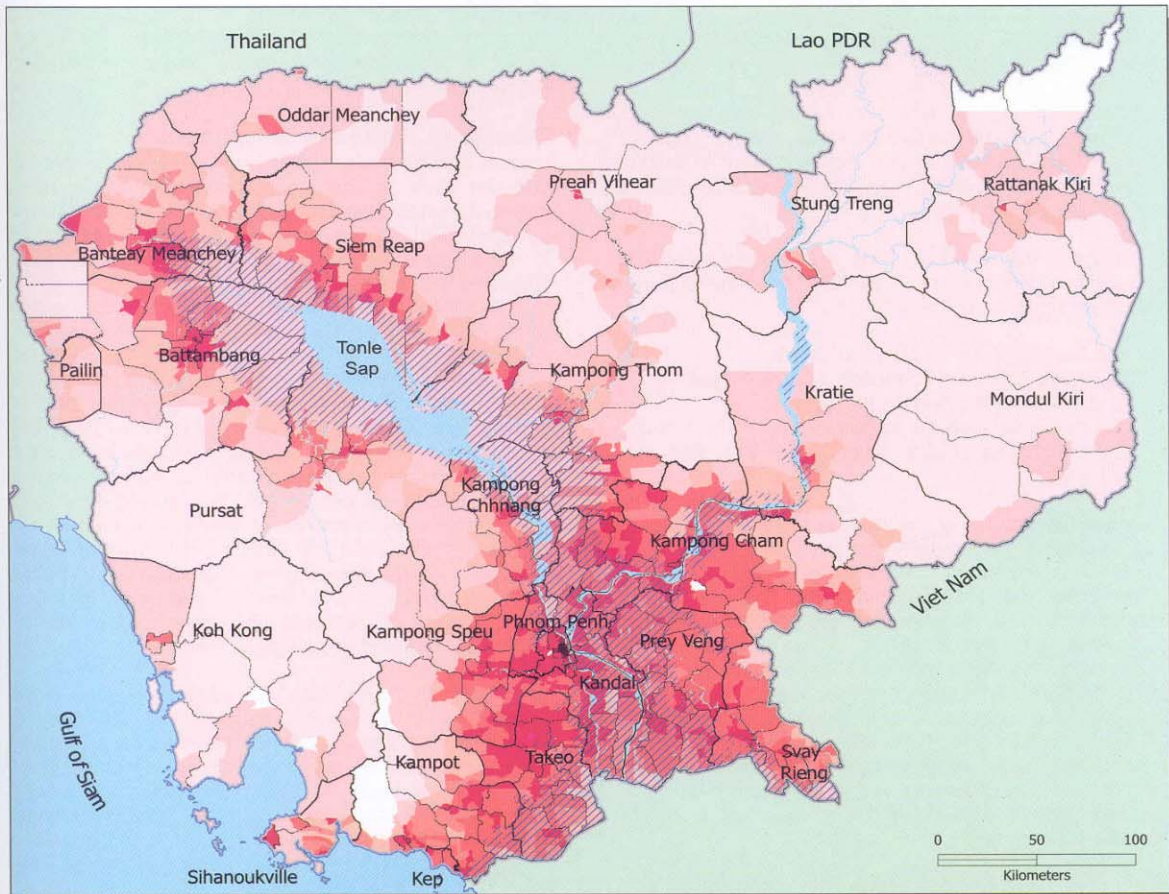 Thailand
Lao PDR
Oddar Meanchey
Preah Vihear
Rattanak Kiri
Stung Treng
Banteay Meanchey
Siem Reap
Tonle
Sap
Battambang
Pailin
Kampong Thom
Kratie
Mondul Kiri
Kampong
Chhnang
Pursat
Kampong Cham
Viet Nam
Koh Kong
Kampong Speu
Phnom Penh
Prey Veng
Kandal
Gulf of Siam
Kampot
Takeo
Svay
Rieng
0 50 100
Kilometers
Sihanoukville
Kep